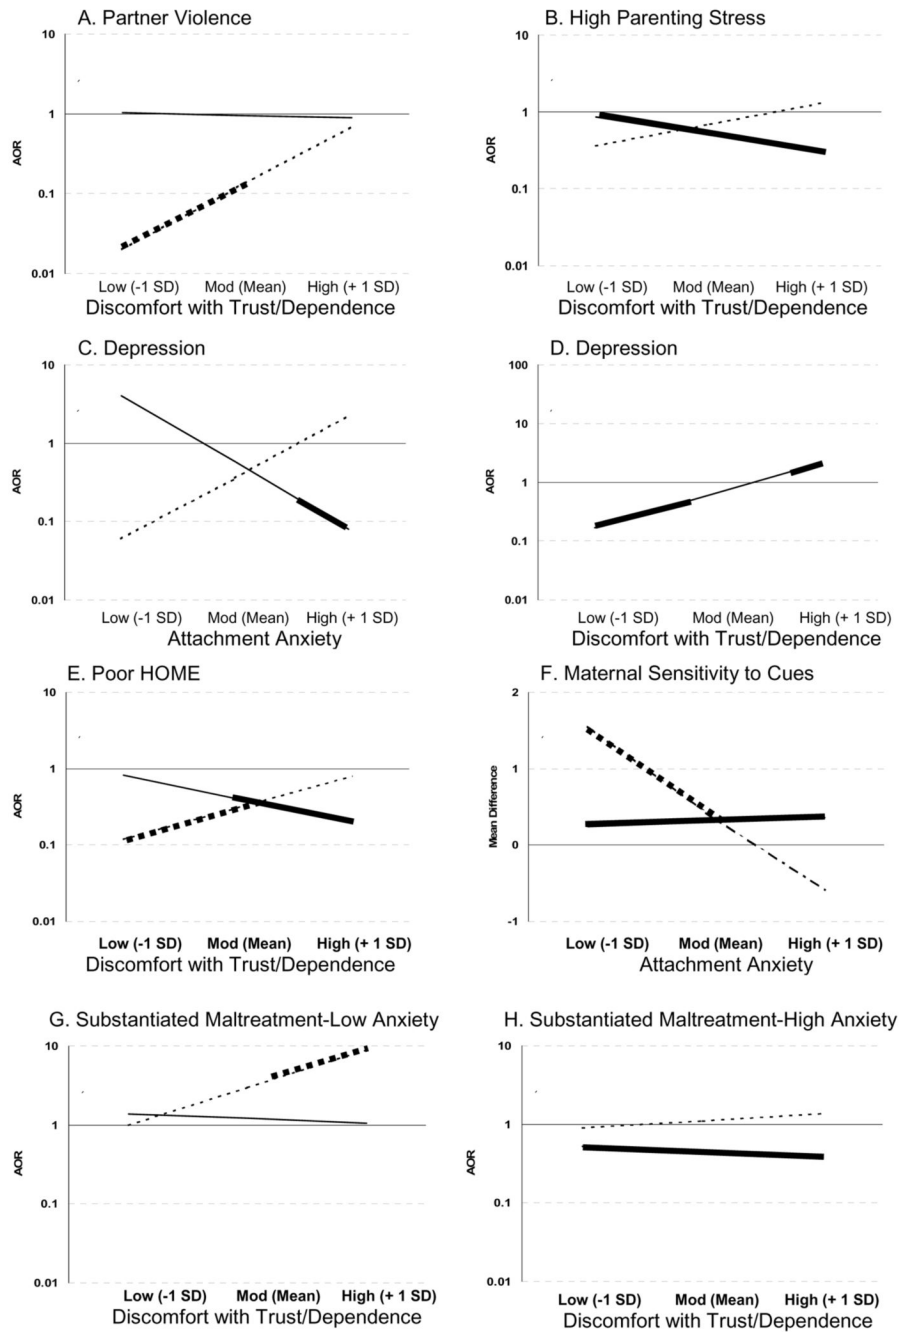 A. Partner Violence
10
1
0.1
0.01
AOR
Low (-1 SD) Mod (Mean) High (+ 1 SD)
Discomfort with Trust/Dependence
B. High Parenting Stress
10
1
0.1
0.01
AOR
Low (-1 SD) Mod (Mean) High (+ 1 SD)
Discomfort with Trust/Dependence
C. Depression
10
1
0.1
0.01
AOR
Low (-1 SD) Mod (Mean) High (+ 1 SD)
Attachment Anxiety
D. Depression
100
10
1
0.1
0.01
AOR
Low (-1 SD) Mod (Mean) High (+ 1 SD)
Discomfort with Trust/Dependence
E. Poor HOME
10
1
0.1
0.01
AOR
Low (-1 SD) Mod (Mean) High (+ 1 SD)
Discomfort with Trust/Dependence
F. Maternal Sensitivity to Cues
2
1
0
-1
Mean Difference
Low (-1 SD) Mod (Mean) High (+ 1 SD)
Attachment Anxiety
G. Substantiated Maltreatment-Low Anxiety
10
1
0.1
0.01
AOR
Low (-1 SD) Mod (Mean) High (+ 1 SD)
Discomfort with Trust/Dependence
H. Substantiated Maltreatment-High Anxiety
10
1
0.1
0.01
AOR
Low (-1 SD) Mod (Mean) High (+ 1 SD)
Discomfort with Trust/Dependence